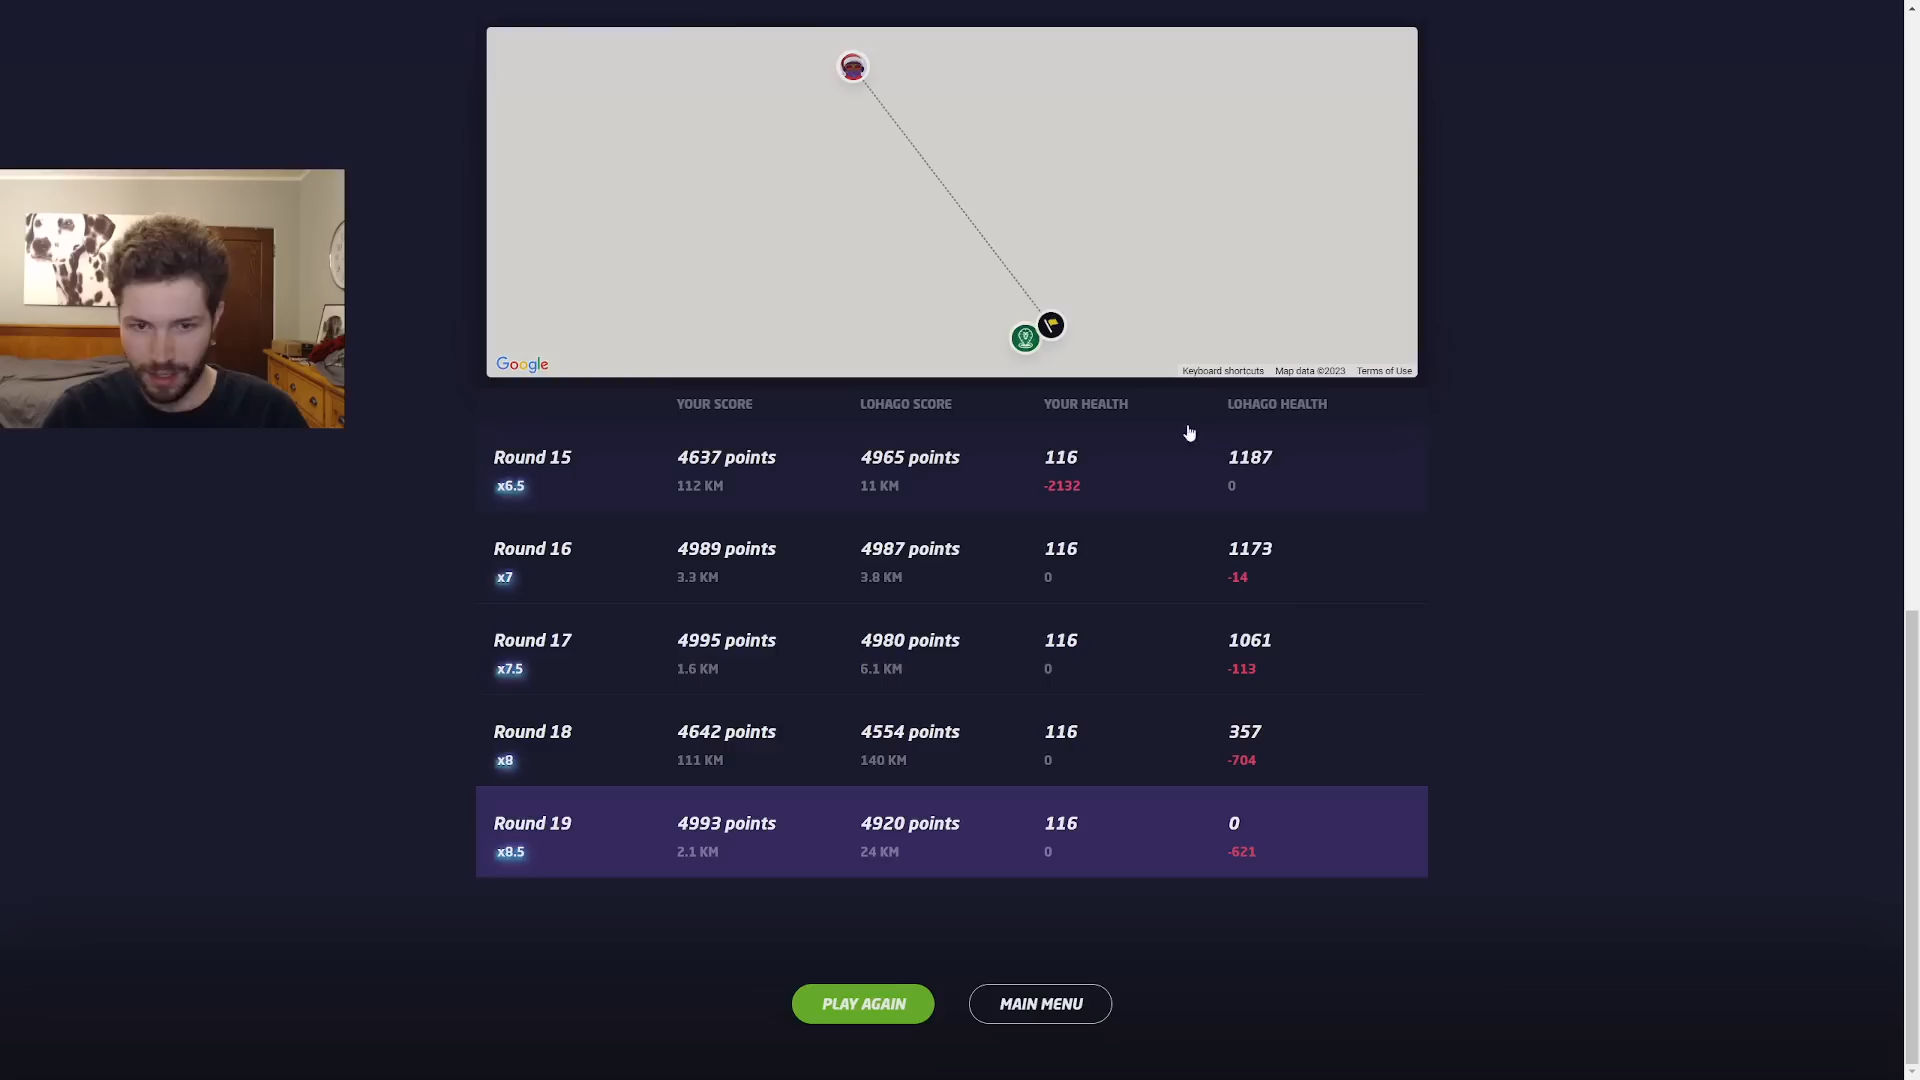 Google
Keyboard shortcuts Map data ©2023 Terms of Use
YOUR SCORE LOHAGO SCORE YOUR HEALTH LOHAGO HEALTH
Round 15 4637 points 4965 points 116 1187
x6.5 112 KM 11 KM -2132 0
Round 16 4989 points 4987 points 116 1173
x7 3.3 KM 3.8 KM 0 -14
Round 17 4995 points 4980 points 116 1061
x7.5 1.6 KM 6.1 KM 0 -113
Round 18 4642 points 4554 points 116 357
x8 111 KM 140 KM 0 -704
Round 19 4993 points 4920 points 116 0
x8.5 2.1 KM 24 KM 0 -621
PLAY AGAIN MAIN MENU